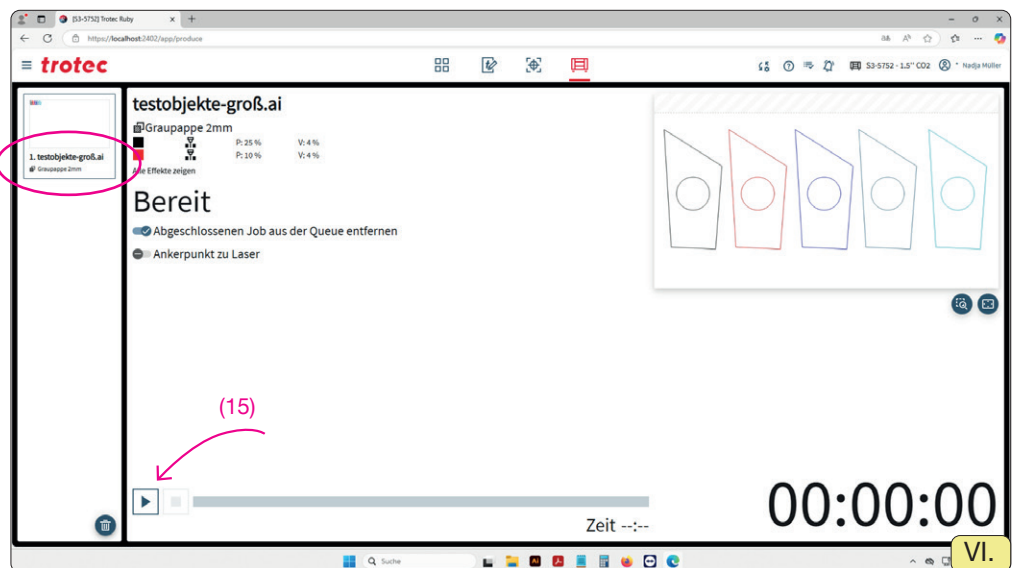 [S3-5752] Trotec Ruby
https://localhost:2402/app/produce
trotec
S3-5752 - 1.5'' CO2
Nadja Müller
1. testobjekte-groß.ai
Graupappe 2mm
testobjekte-groß.ai
Graupappe 2mm
P: 25 % V: 4 %
P: 10 % V: 4 %
Alle Effekte zeigen
Bereit
Abgeschlossenen Job aus der Queue entfernen
Ankerpunkt zu Laser
(15)
Zeit --:--
00:00:00
Suche
VI.